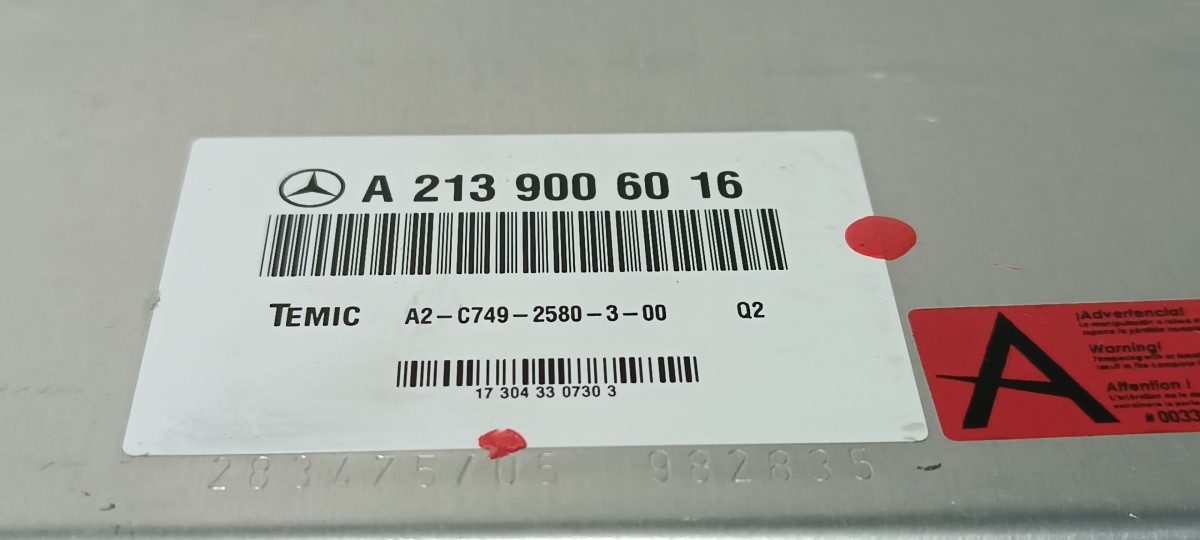 A 213 900 60 16
TEMIC A2-C749-2580-3-00 Q2
17 304 33 0730 3
283475/05 982835
¡Advertencia!
Warning!
Attention !
#0033